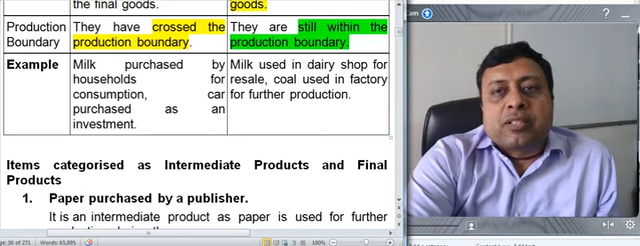 the final goods.
goods.
Production They have crossed the They are still within the
Boundary production boundary. production boundary.
Example Milk purchased by Milk used in dairy shop for
households for resale, coal used in factory
consumption, car for further production.
purchased as an
investment.
Items categorised as Intermediate Products and Final
Products
1. Paper purchased by a publisher.
It is an intermediate product as paper is used for further
Words: 65,895
180%